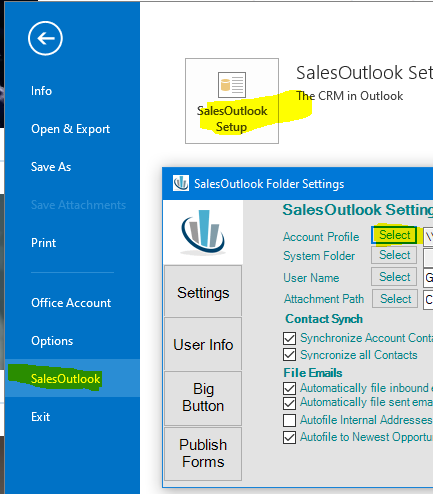 Info
Open & Export
Save As
Save Attachments
Print
Office Account
Options
SalesOutlook
Exit
SalesOutlook
Setup
SalesOutlook Set
The CRM in Outlook
SalesOutlook Folder Settings
Settings
User Info
Big
Button
Publish
Forms
SalesOutlook Setting
Account Profile Select \\
System Folder Select
User Name Select G
Attachment Path Select C
Contact Synch
Synchronize Account Conta
Syncronize all Contacts
File Emails
Automatically file inbound e
Automatically file sent emai
Autofile Internal Addresses
Autofile to Newest Opportur